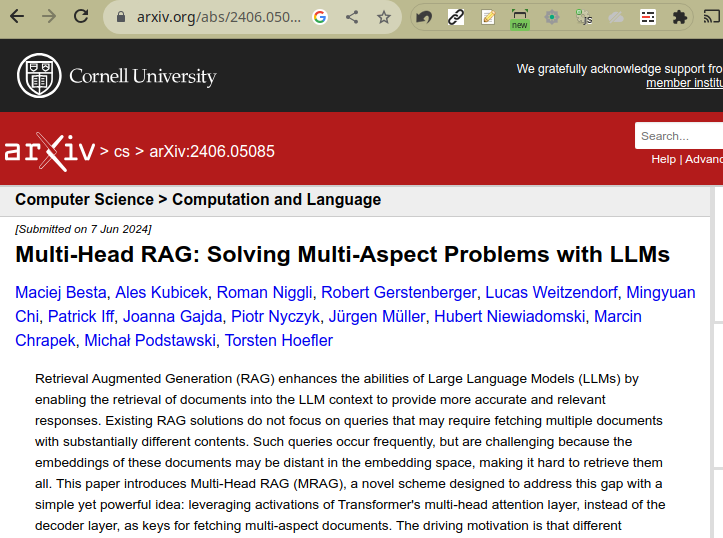 arxiv.org/abs/2406.050...
new
js
Cornell University
We gratefully acknowledge support fro
member institu
arXiv > cs > arXiv:2406.05085
Search...
Help | Advanc
Computer Science > Computation and Language
[Submitted on 7 Jun 2024]
Multi-Head RAG: Solving Multi-Aspect Problems with LLMs
Maciej Besta, Ales Kubicek, Roman Niggli, Robert Gerstenberger, Lucas Weitzendorf, Mingyuan
Chi, Patrick Iff, Joanna Gajda, Piotr Nyczyk, Jürgen Müller, Hubert Niewiadomski, Marcin
Chrapek, Michał Podstawski, Torsten Hoefler
Retrieval Augmented Generation (RAG) enhances the abilities of Large Language Models (LLMs) by
enabling the retrieval of documents into the LLM context to provide more accurate and relevant
responses. Existing RAG solutions do not focus on queries that may require fetching multiple documents
with substantially different contents. Such queries occur frequently, but are challenging because the
embeddings of these documents may be distant in the embedding space, making it hard to retrieve them
all. This paper introduces Multi-Head RAG (MRAG), a novel scheme designed to address this gap with a
simple yet powerful idea: leveraging activations of Transformer's multi-head attention layer, instead of the
decoder layer, as keys for fetching multi-aspect documents. The driving motivation is that different